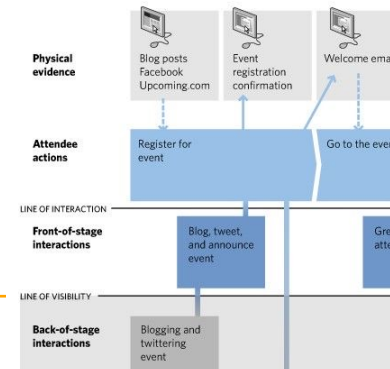 Physical
evidence
Blog posts
Facebook
Upcoming.com
Event
registration
confirmation
Welcome ema
Attendee
actions
Register for
event
Go to the eve
LINE OF INTERACTION
Front-of-stage
interactions
Blog, tweet,
and announce
event
Gre
atte
LINE OF VISIBILITY
Back-of-stage
interactions
Blogging and
twittering
event